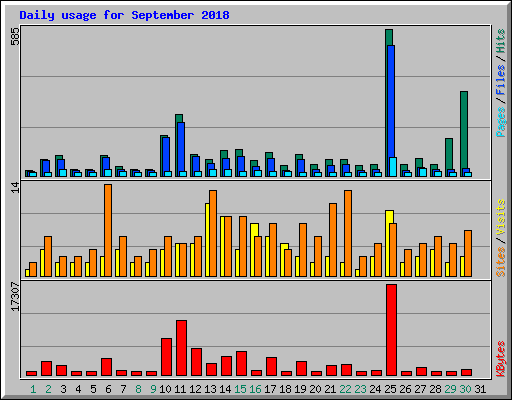 Daily usage for September 2018
585
Pages / Files / Hits
14
Sites / Visits
17307
KBytes
1 2 3 4 5 6 7 8 9 10 11 12 13 14 15 16 17 18 19 20 21 22 23 24 25 26 27 28 29 30 31